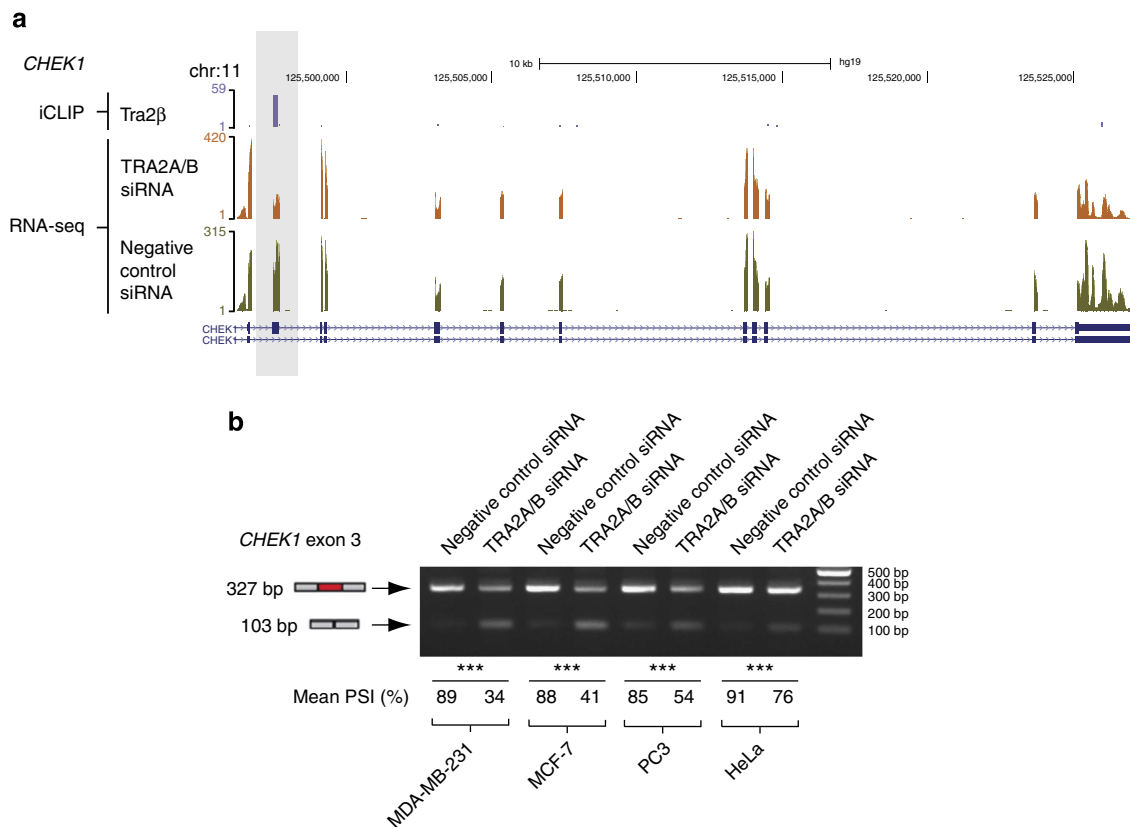 a
CHEK1
chr:11
10 kb
hg19
125,500,000
125,505,000
125,510,000
125,515,000
125,520,000
125,525,000
iCLIP
Tra2β
59
1
RNA-seq
TRA2A/B
siRNA
420
1
Negative
control
siRNA
315
1
CHEK1
CHEK1
b
Negative control siRNA
TRA2A/B siRNA
Negative control siRNA
TRA2A/B siRNA
Negative control siRNA
TRA2A/B siRNA
Negative control siRNA
TRA2A/B siRNA
CHEK1 exon 3
327 bp
103 bp
500 bp
400 bp
300 bp
200 bp
100 bp
*** *** *** ***
Mean PSI (%) 89 34 88 41 85 54 91 76
MDA-MB-231
MCF-7
PC3
HeLa